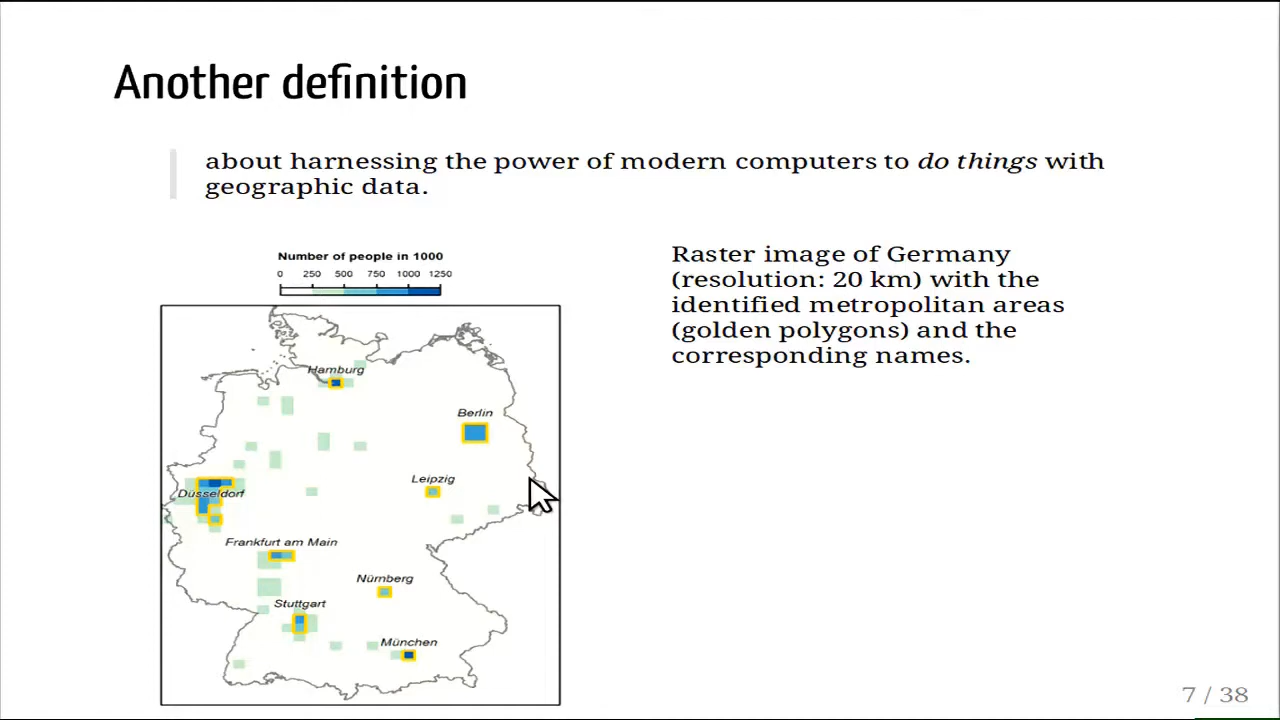 Another definition
about harnessing the power of modern computers to do things with
geographic data.
Number of people in 1000
0 250 500 750 1000 1250
Hamburg
Berlin
Leipzig
Düsseldorf
Frankfurt am Main
Nürnberg
Stuttgart
München
Raster image of Germany
(resolution: 20 km) with the
identified metropolitan areas
(golden polygons) and the
corresponding names.
7 / 38